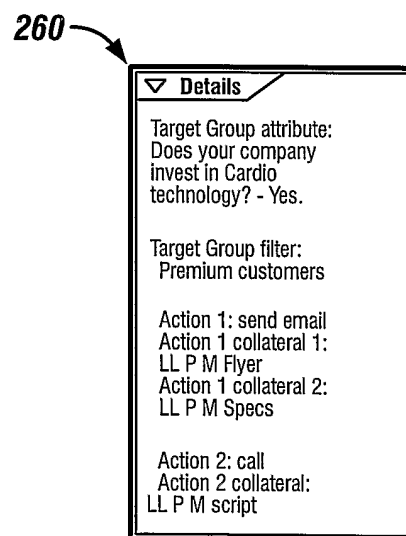 260
▽ Details
Target Group attribute:
Does your company
invest in Cardio
technology? - Yes.
Target Group filter:
Premium customers
Action 1: send email
Action 1 collateral 1:
LL P M Flyer
Action 1 collateral 2:
LL P M Specs
Action 2: call
Action 2 collateral:
LL P M script